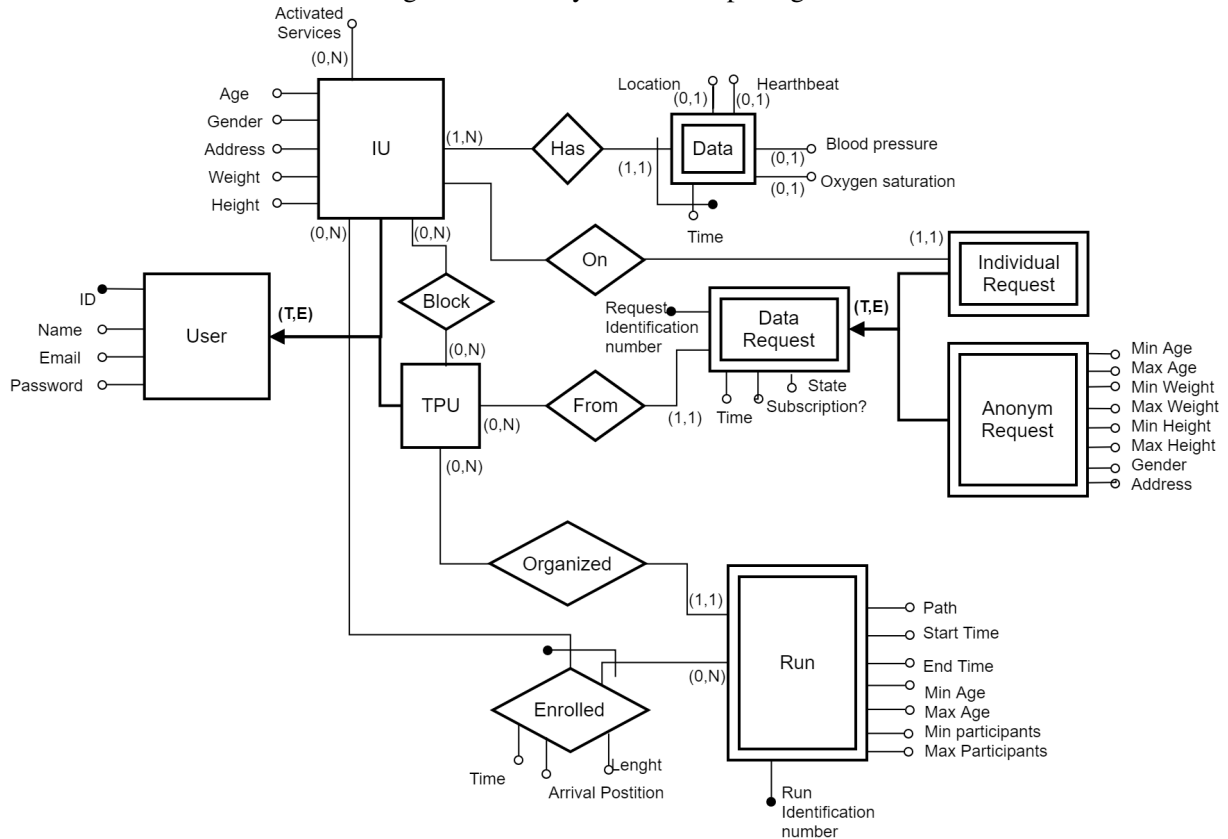 Activated
Services
(0,N)
Age
Gender
Address
Weight
Height
IU
(1,N)
Has
(1,1)
Location
(0,1)
Hearthbeat
(0,1)
Data
Blood pressure
(0,1)
Oxygen saturation
(0,1)
Time
(0,N)
(0,N)
On
(1,1)
Individual
Request
ID
Name
Email
Password
User
(T,E)
Block
(0,N)
Request
Identification
number
Data
Request
(T,E)
Time
Subscription?
State
TPU
(0,N)
From
(1,1)
(0,N)
Anonym
Request
Min Age
Max Age
Min Weight
Max Weight
Min Height
Max Height
Gender
Address
Organized
(1,1)
Run
Path
Start Time
End Time
Min Age
Max Age
Min participants
Max Participants
(0,N)
Enrolled
Time
Arrival Postition
Lenght
Run
Identification
number